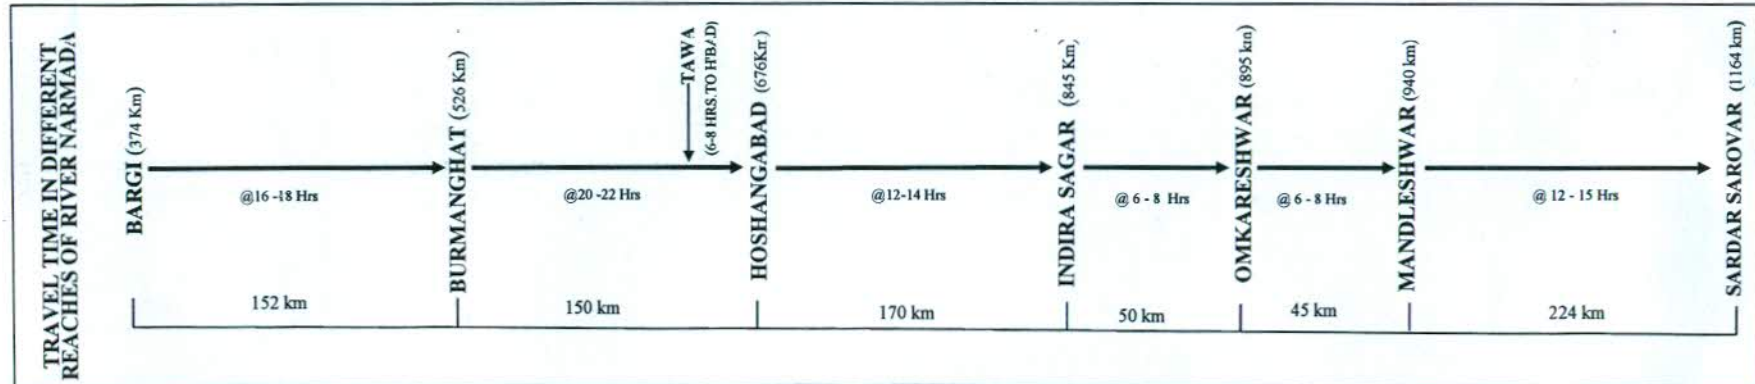 TRAVEL TIME IN DIFFERENT
REACHES OF RIVER NARMADA
BARGI (374 Km)
@16 -18 Hrs
BURMANGHAT (526 Km)
@20 -22 Hrs
TAWA
(6-8 HRS.TO H'BAD)
HOSHANGABAD (676Km)
@12-14 Hrs
INDIRA SAGAR (845 Km)
@ 6 - 8 Hrs
OMKARESHWAR (895 km)
@ 6 - 8 Hrs
MANDLESHWAR (940 km)
@ 12 - 15 Hrs
SARDAR SAROVAR (1164 km)
152 km
150 km
170 km
50 km
45 km
224 km